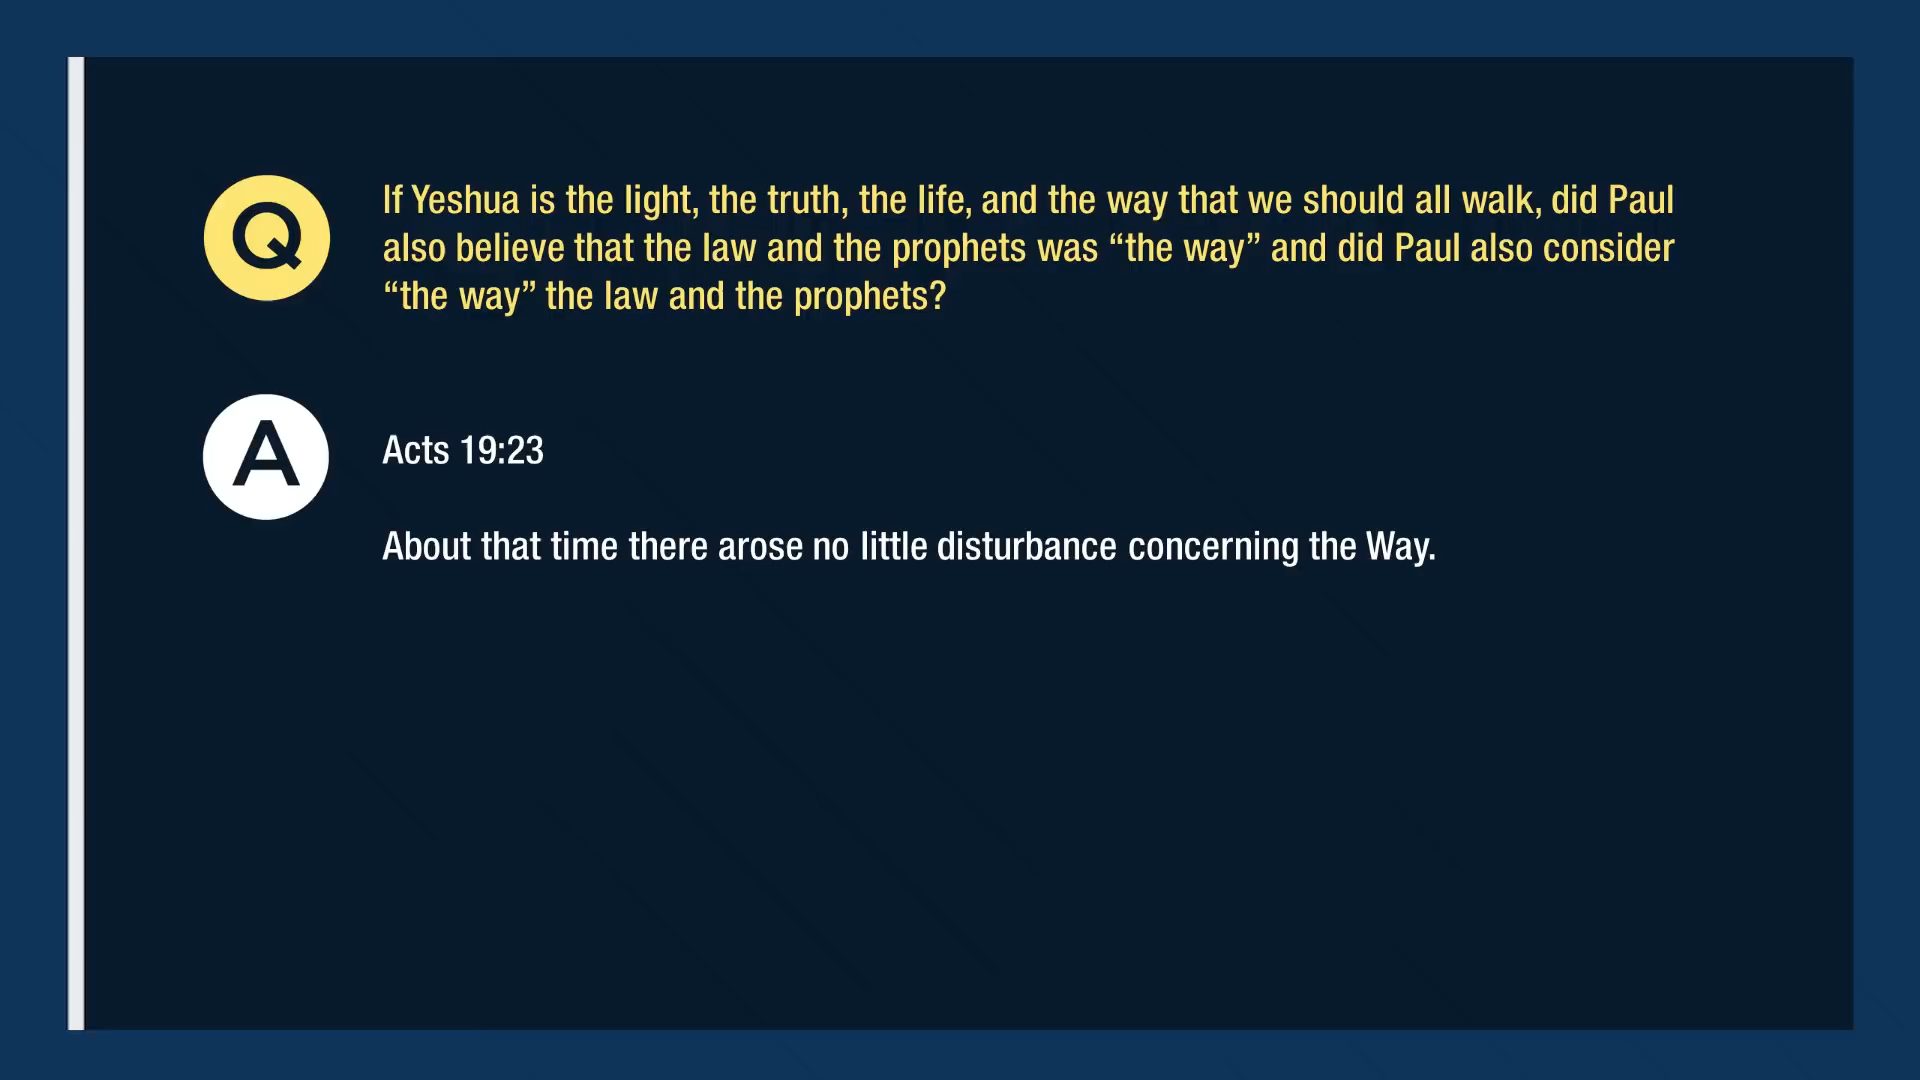 Q
If Yeshua is the light, the truth, the life, and the way that we should all walk, did Paul
also believe that the law and the prophets was “the way” and did Paul also consider
“the way” the law and the prophets?
A
Acts 19:23
About that time there arose no little disturbance concerning the Way.